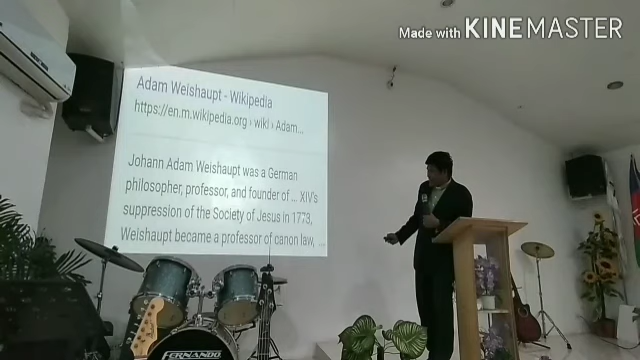 Made with KINEMASTER
Adam Weishaupt - Wikipedia
https://en.m.wikipedia.org › wiki › Adam...
Johann Adam Weishaupt was a German
philosopher, professor, and founder of ... XIV's
suppression of the Society of Jesus in 1773,
Weishaupt became a professor of canon law, ...
FERNANDO